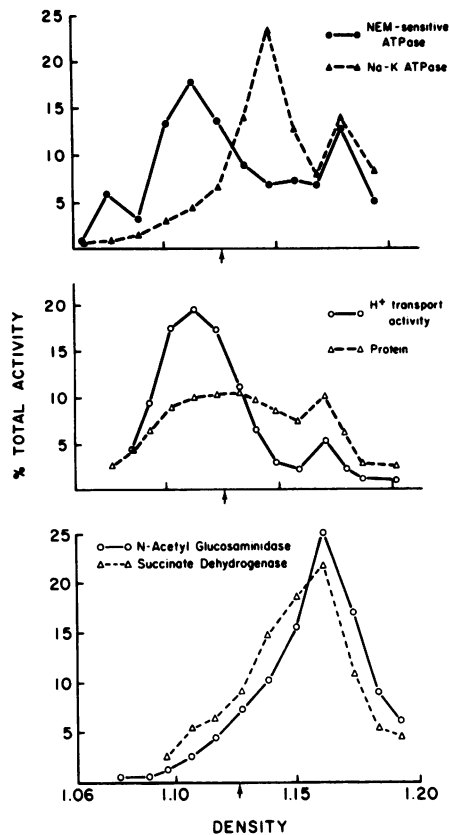 25
20
15
10
5
NEM-sensitive
ATPase
Na-K ATPase
% TOTAL ACTIVITY
20
15
10
5
H+ transport
activity
Protein
25
20
15
10
5
N-Acetyl Glucosaminidase
Succinate Dehydrogenase
1.06
1.10
1.15
1.20
DENSITY